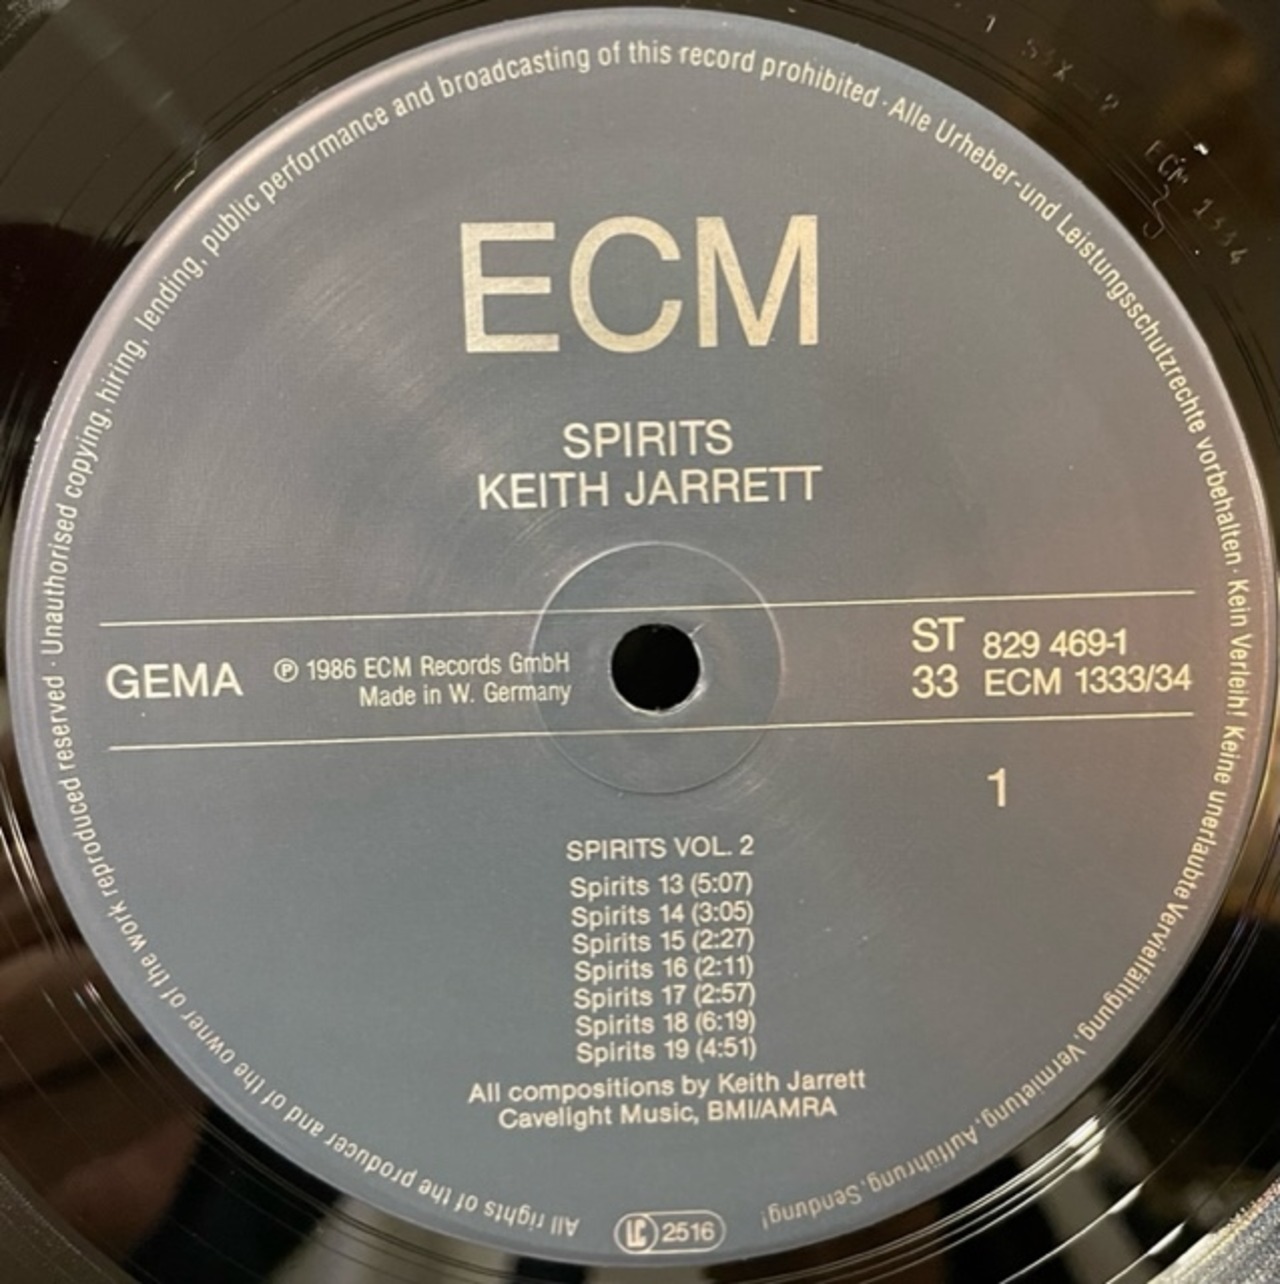 ECM
SPIRITS
KEITH JARRETT
GEMA
℗ 1986 ECM Records GmbH
Made in W. Germany
ST
33
829 469-1
ECM 1333/34
1
SPIRITS VOL. 2
Spirits 13 (5:07)
Spirits 14 (3:05)
Spirits 15 (2:27)
Spirits 16 (2:11)
Spirits 17 (2:57)
Spirits 18 (6:19)
Spirits 19 (4:51)
All compositions by Keith Jarrett
Cavelight Music, BMI/AMRA
LC 2516
All rights of the producer and of the owner of the work reproduced reserved · Unauthorised copying, hiring, lending, public performance and broadcasting of this record prohibited · Alle Urheber-und Leistungsschutzrechte vorbehalten · Kein Verleih! Keine unerlaubte Vervielfältigung, Vermietung, Aufführung, Sendung!
ECM 1334